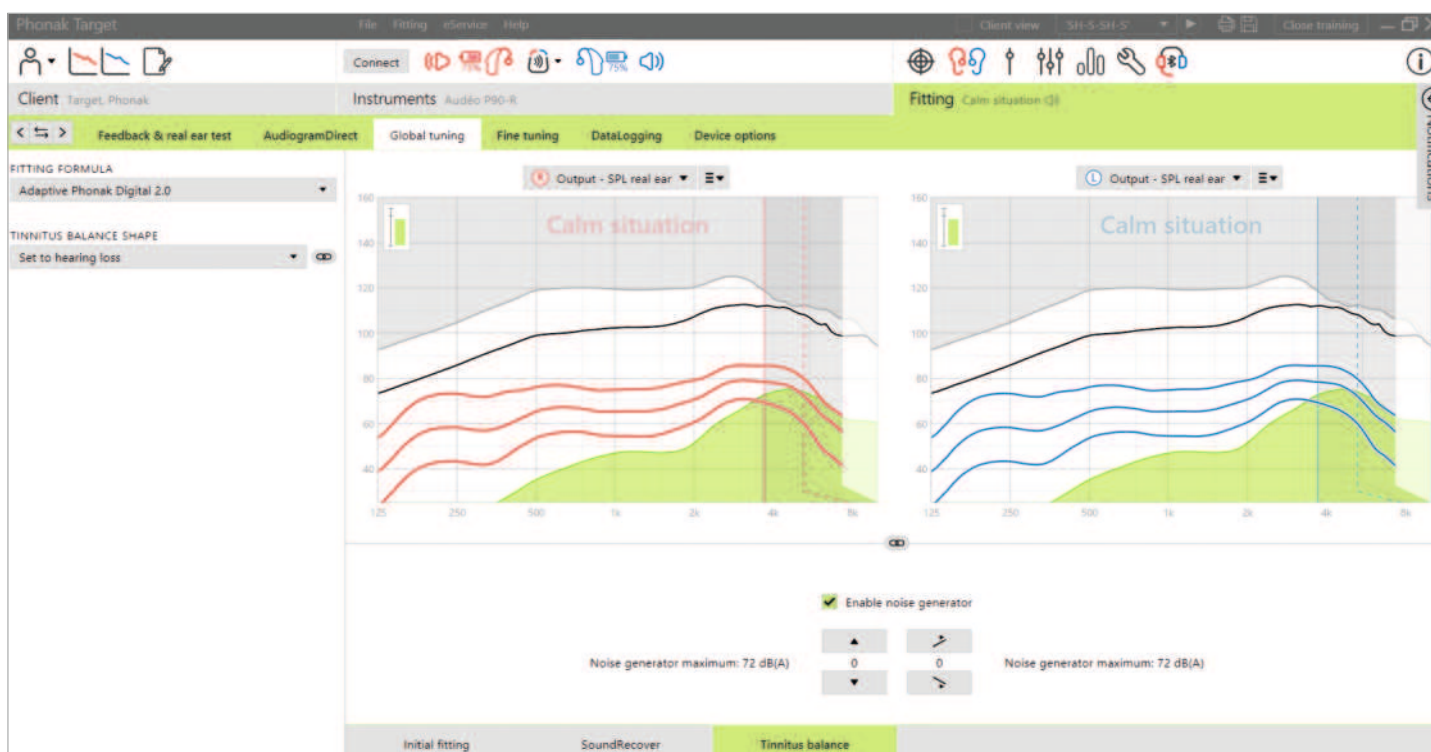 Phonak Target File Fitting eService Help Client view SH-S-SH-S' Close training
Connect 75%
Client Target, Phonak Instruments Audéo P90-R Fitting Calm situation
Feedback & real ear test AudiogramDirect Global tuning Fine tuning DataLogging Device options
FITTING FORMULA
Adaptive Phonak Digital 2.0
TINNITUS BALANCE SHAPE
Set to hearing loss
R Output - SPL real ear
Calm situation
160
140
120
100
80
60
40
125 250 500 1k 2k 4k 8k
L Output - SPL real ear
Calm situation
160
140
120
100
80
60
40
125 250 500 1k 2k 4k 8k
Enable noise generator
Noise generator maximum: 72 dB(A) 0 0 Noise generator maximum: 72 dB(A)
Initial fitting SoundRecover Tinnitus balance